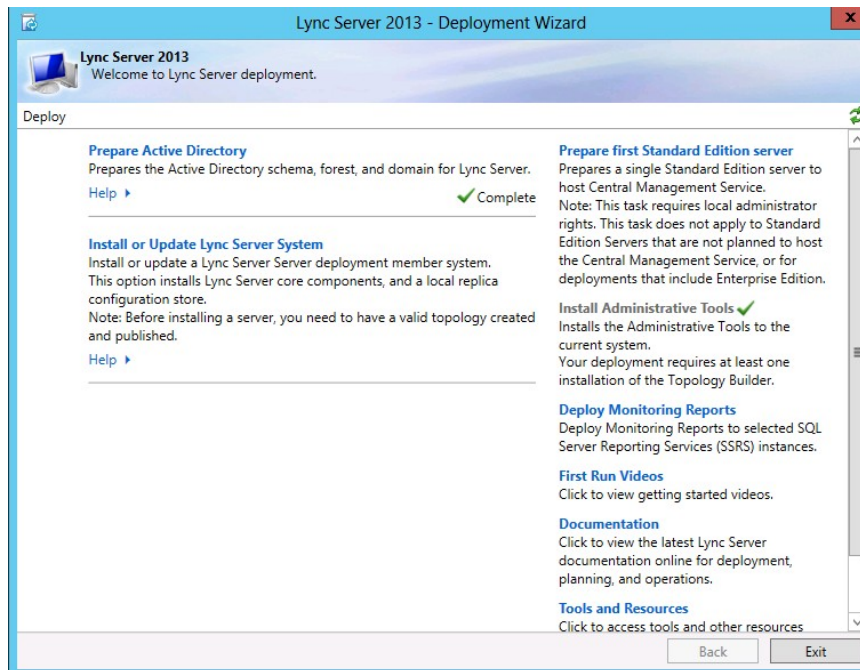 Lync Server 2013 - Deployment Wizard
x
Lync Server 2013
Welcome to Lync Server deployment.
Deploy
Prepare Active Directory
Prepares the Active Directory schema, forest, and domain for Lync Server.
Help
Complete
Install or Update Lync Server System
Install or update a Lync Server Server deployment member system.
This option installs Lync Server core components, and a local replica
configuration store.
Note: Before installing a server, you need to have a valid topology created
and published.
Help
Prepare first Standard Edition server
Prepares a single Standard Edition server to
host Central Management Service.
Note: This task requires local administrator
rights. This task does not apply to Standard
Edition Servers that are not planned to host
the Central Management Service, or for
deployments that include Enterprise Edition.
Install Administrative Tools
Installs the Administrative Tools to the
current system.
Your deployment requires at least one
installation of the Topology Builder.
Deploy Monitoring Reports
Deploy Monitoring Reports to selected SQL
Server Reporting Services (SSRS) instances.
First Run Videos
Click to view getting started videos.
Documentation
Click to view the latest Lync Server
documentation online for deployment,
planning, and operations.
Tools and Resources
Click to access tools and other resources
Back
Exit